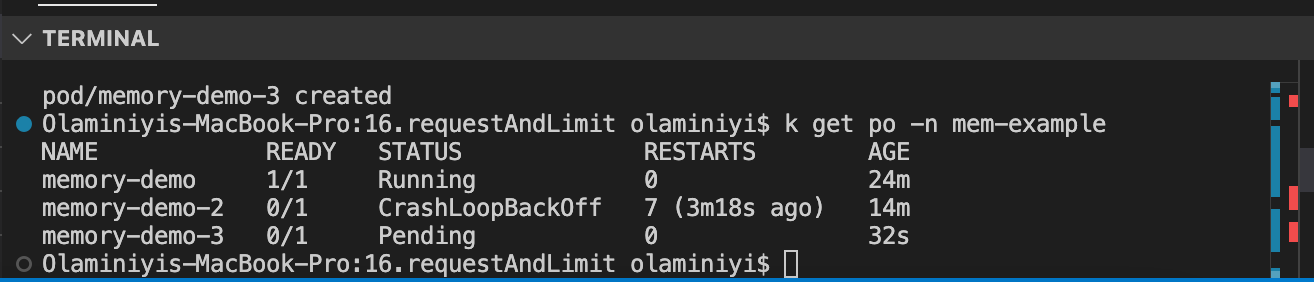 TERMINAL
pod/memory-demo-3 created
Olaminiyis-MacBook-Pro:16.requestAndLimit olaminiyi$ k get po -n mem-example
NAME READY STATUS RESTARTS AGE
memory-demo 1/1 Running 0 24m
memory-demo-2 0/1 CrashLoopBackOff 7 (3m18s ago) 14m
memory-demo-3 0/1 Pending 0 32s
Olaminiyis-MacBook-Pro:16.requestAndLimit olaminiyi$